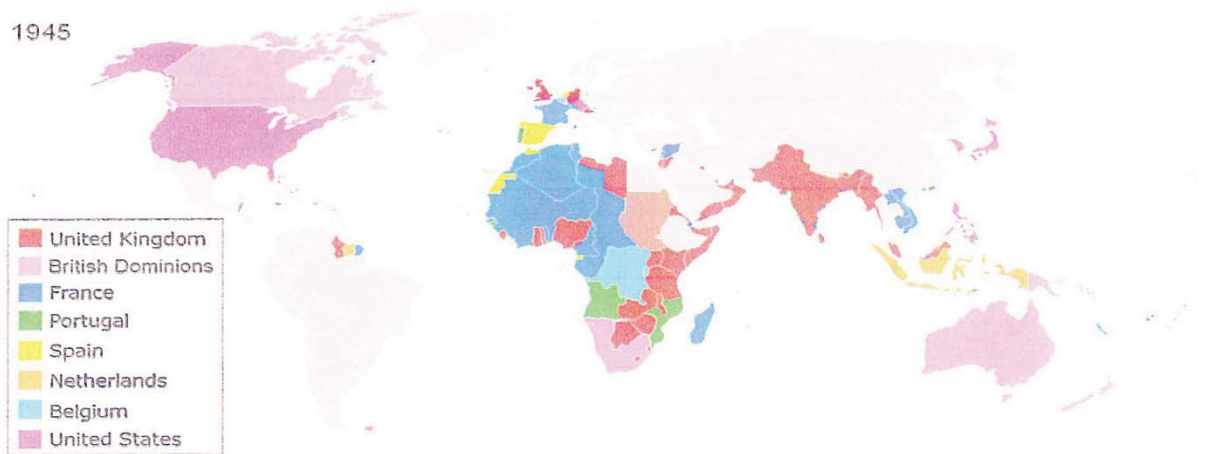 1945
United Kingdom
British Dominions
France
Portugal
Spain
Netherlands
Belgium
United States